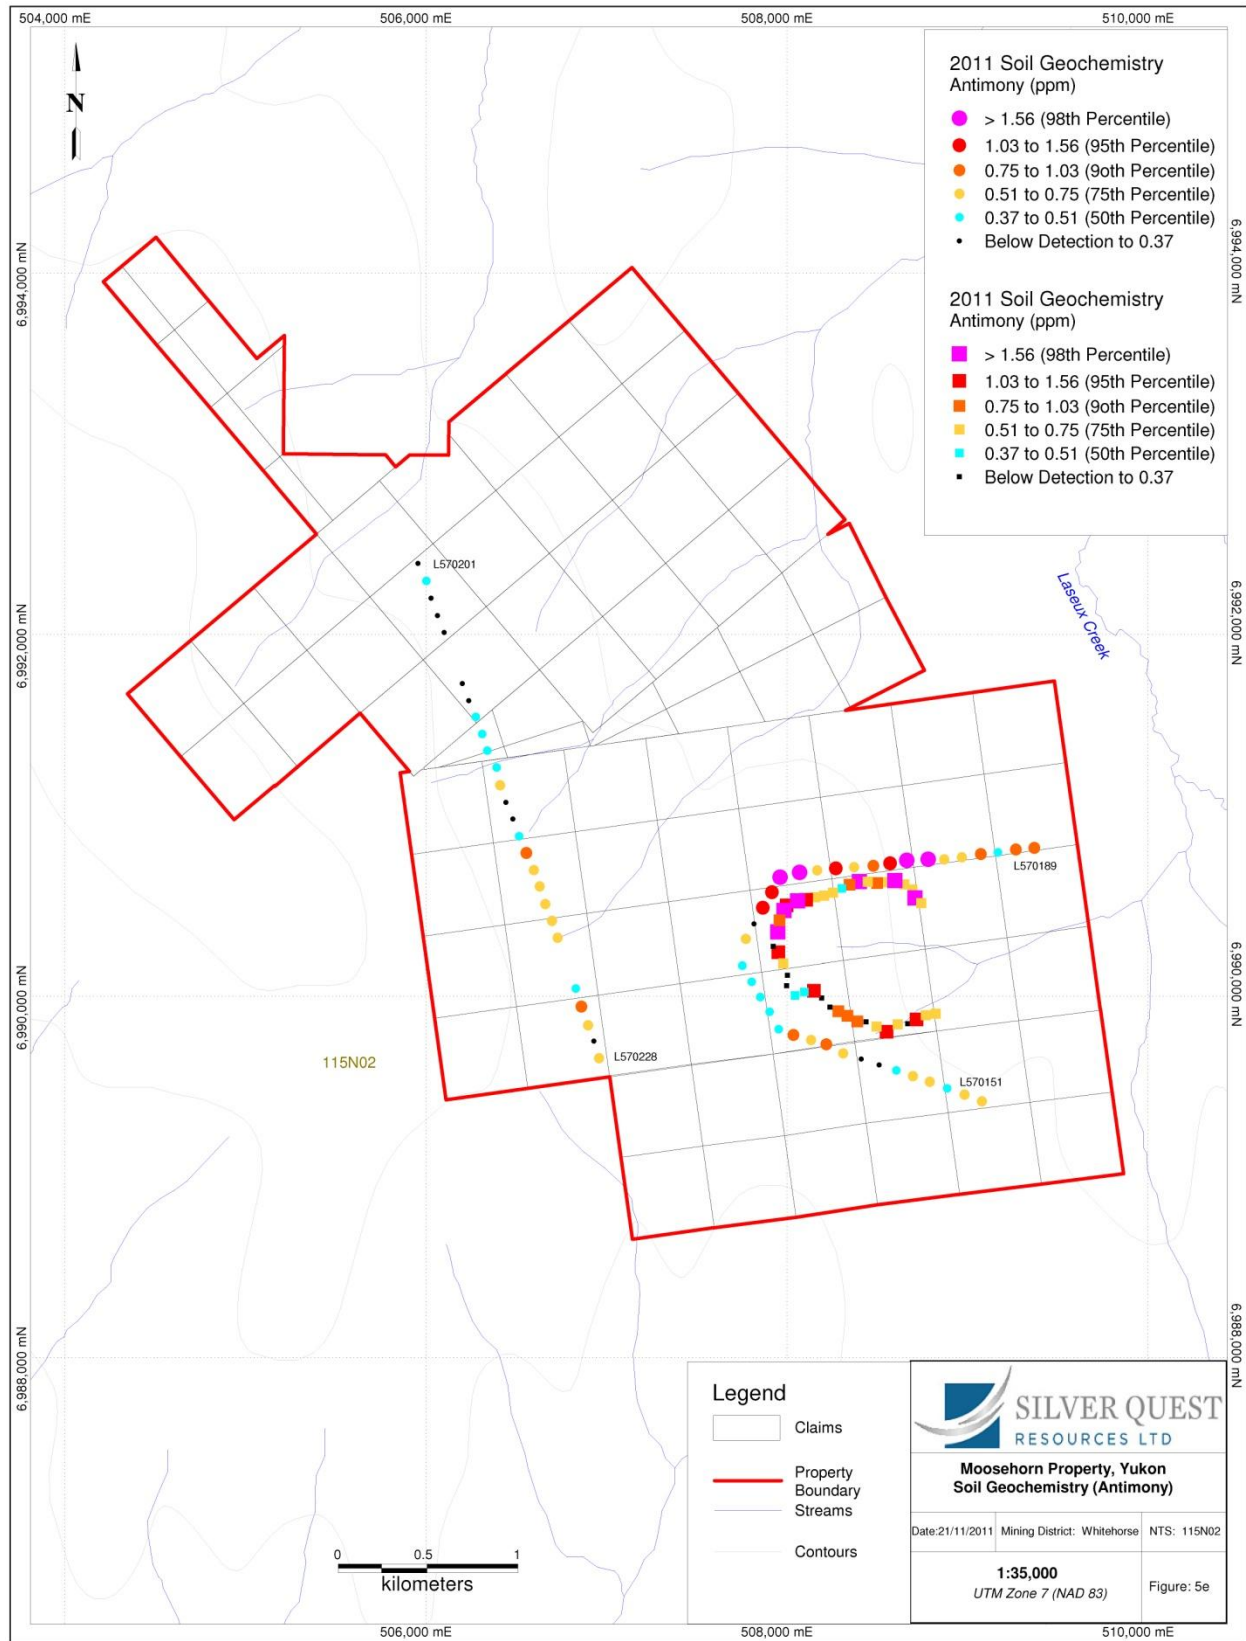 504,000 mE
506,000 mE
508,000 mE
510,000 mE
N
2011 Soil Geochemistry
Antimony (ppm)
> 1.56 (98th Percentile)
1.03 to 1.56 (95th Percentile)
0.75 to 1.03 (9oth Percentile)
0.51 to 0.75 (75th Percentile)
0.37 to 0.51 (50th Percentile)
Below Detection to 0.37
2011 Soil Geochemistry
Antimony (ppm)
> 1.56 (98th Percentile)
1.03 to 1.56 (95th Percentile)
0.75 to 1.03 (9oth Percentile)
0.51 to 0.75 (75th Percentile)
0.37 to 0.51 (50th Percentile)
Below Detection to 0.37
6,994,000 mN
6,994,000 mN
L570201
Laseux Creek
6,992,000 mN
6,992,000 mN
L570189
6,990,000 mN
6,990,000 mN
L570228
115N02
L570151
6,988,000 mN
6,988,000 mN
Legend
Claims
Property
Boundary
Streams
Contours
0 0.5 1
kilometers
SILVER QUEST
RESOURCES LTD
Moosehorn Property, Yukon
Soil Geochemistry (Antimony)
Date:21/11/2011
Mining District: Whitehorse
NTS: 115N02
1:35,000
UTM Zone 7 (NAD 83)
Figure: 5e
506,000 mE
508,000 mE
510,000 mE